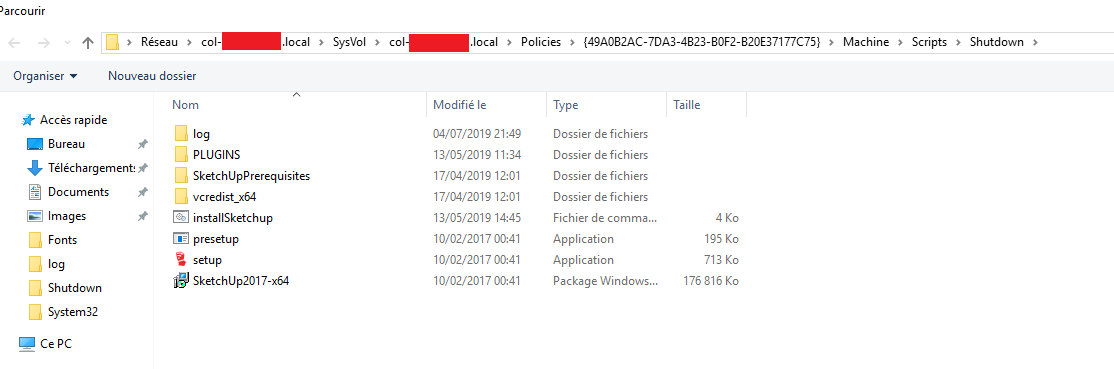 Parcourir
Réseau > col- .local > SysVol > col- .local > Policies > {49A0B2AC-7DA3-4B23-B0F2-B20E37177C75} > Machine > Scripts > Shutdown >
Organiser Nouveau dossier
Nom Modifié le Type Taille
Accès rapide
Bureau
Téléchargements
Documents
Images
Fonts
log
Shutdown
System32
Ce PC
log 04/07/2019 21:49 Dossier de fichiers
PLUGINS 13/05/2019 11:34 Dossier de fichiers
SketchUpPrerequisites 17/04/2019 12:01 Dossier de fichiers
vcredist_x64 17/04/2019 12:01 Dossier de fichiers
installSketchup 13/05/2019 14:45 Fichier de comma... 4 Ko
presetup 10/02/2017 00:41 Application 195 Ko
setup 10/02/2017 00:41 Application 713 Ko
SketchUp2017-x64 10/02/2017 00:41 Package Windows... 176 816 Ko